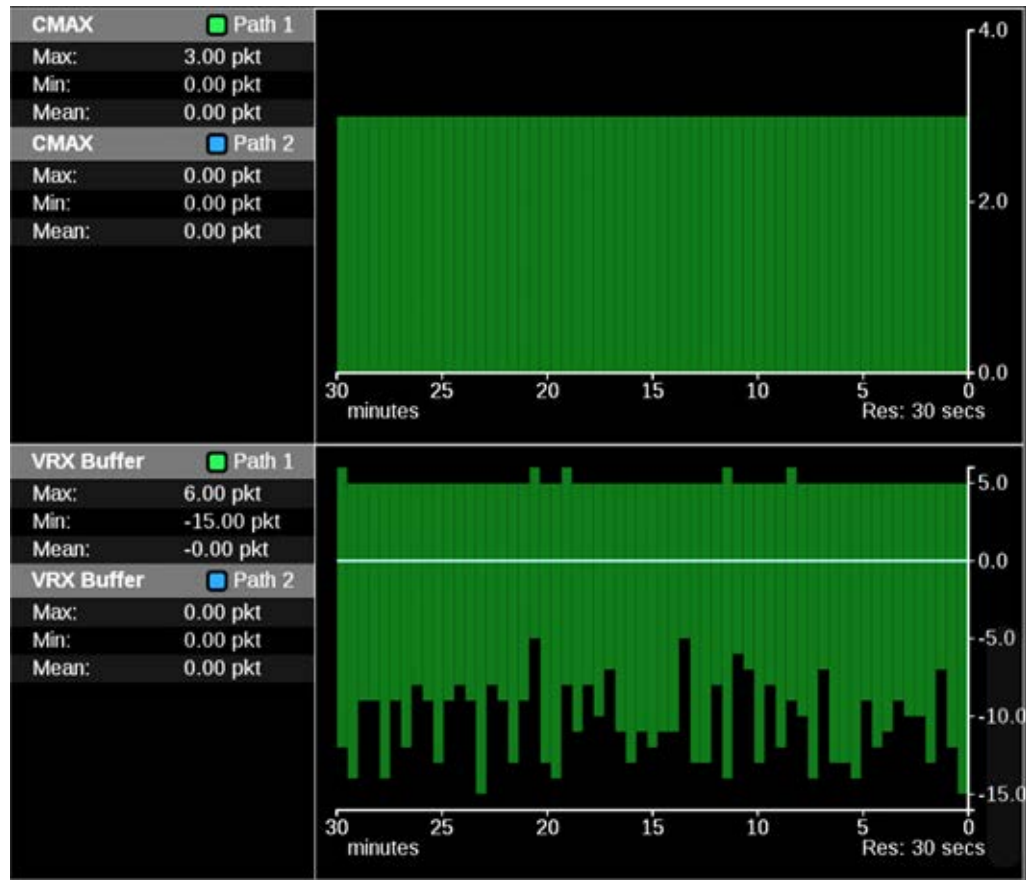 CMAX Path 1
Max: 3.00 pkt
Min: 0.00 pkt
Mean: 0.00 pkt
CMAX Path 2
Max: 0.00 pkt
Min: 0.00 pkt
Mean: 0.00 pkt
4.0
2.0
0.0
30 25 20 15 10 5 0
minutes Res: 30 secs
VRX Buffer Path 1
Max: 6.00 pkt
Min: -15.00 pkt
Mean: -0.00 pkt
VRX Buffer Path 2
Max: 0.00 pkt
Min: 0.00 pkt
Mean: 0.00 pkt
5.0
0.0
-5.0
-10.0
-15.0
30 25 20 15 10 5 0
minutes Res: 30 secs